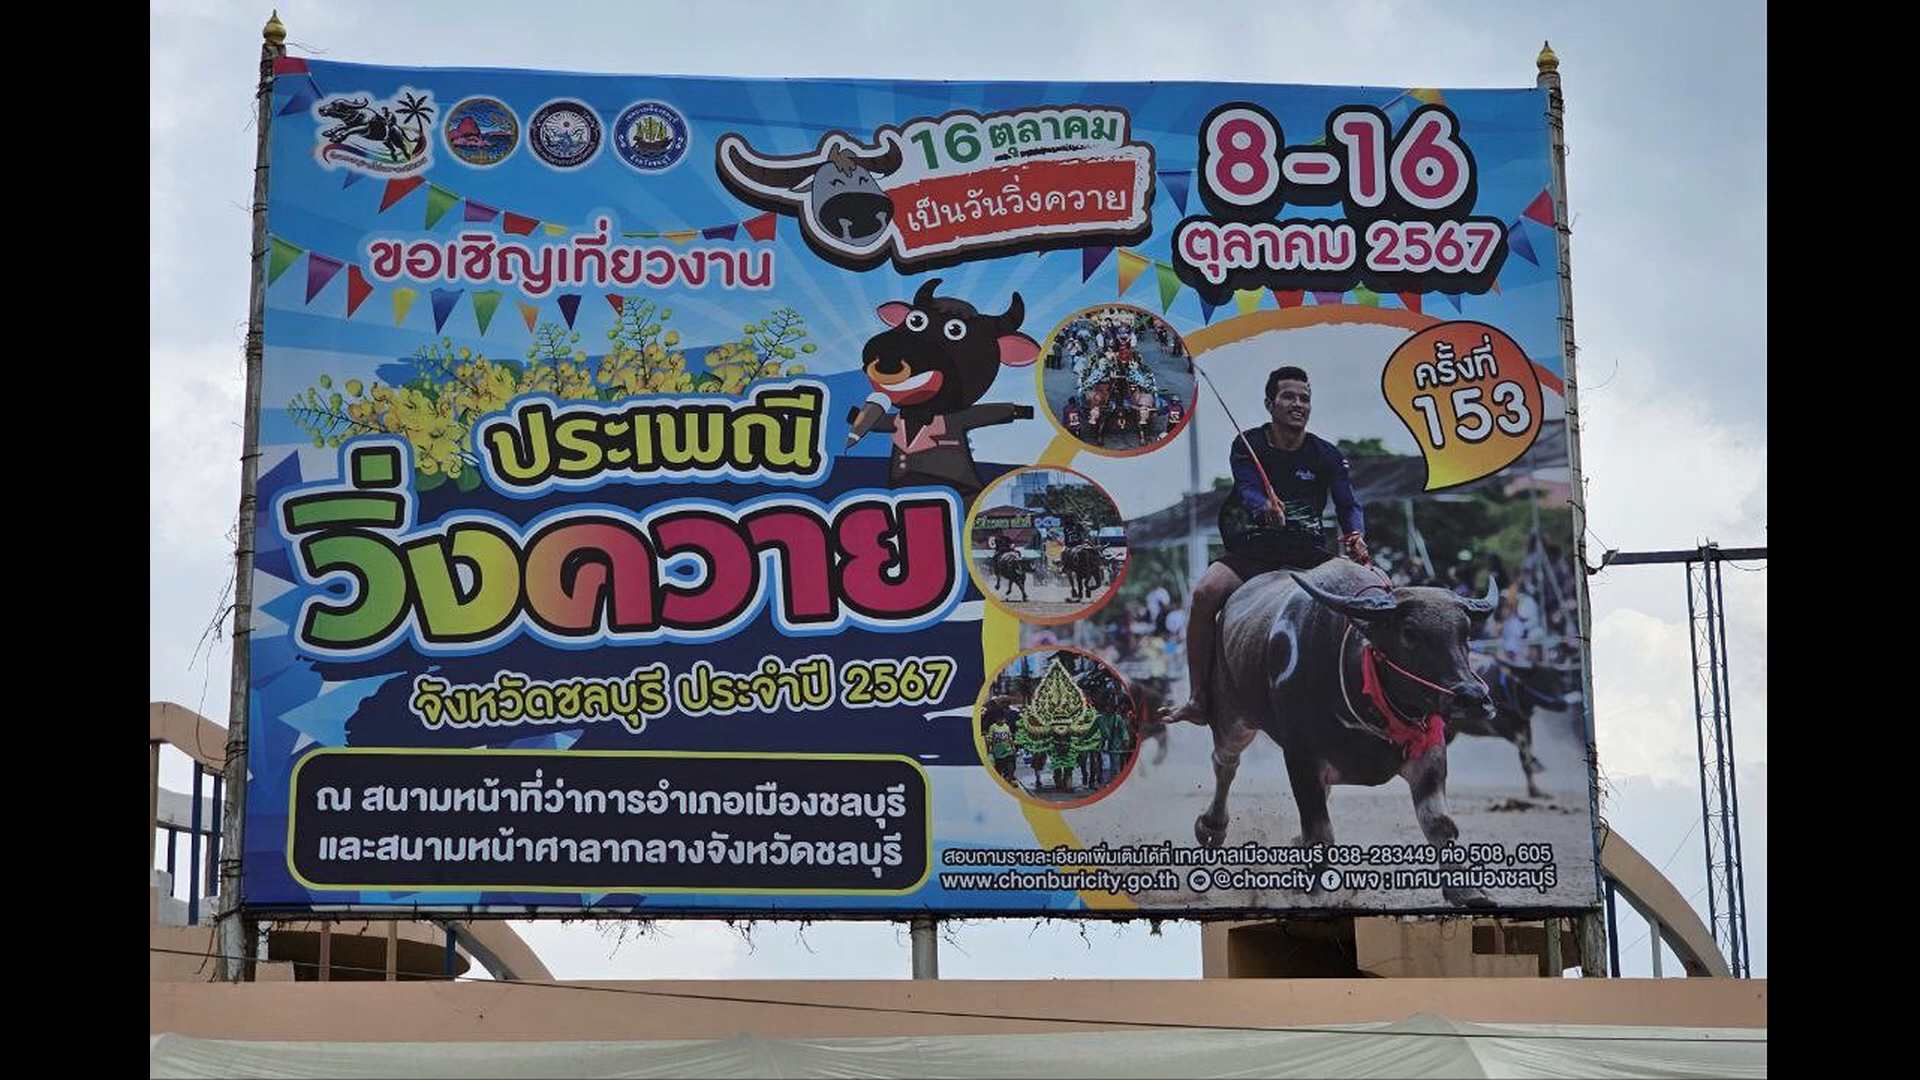 16 ตุลาคม
เป็นวันวิ่งควาย
8-16
ตุลาคม 2567
ขอเชิญเที่ยวงาน
ครั้งที่
153
ประเพณี
วิ่งควาย
จังหวัดชลบุรี ประจำปี 2567
ณ สนามหน้าที่ว่าการอำเภอเมืองชลบุรี
และสนามหน้าศาลากลางจังหวัดชลบุรี
สอบถามรายละเอียดเพิ่มเติมได้ที่ เทศบาลเมืองชลบุรี 038-283449 ต่อ 508 , 605
www.chonburicity.go.th @choncity เพจ : เทศบาลเมืองชลบุรี